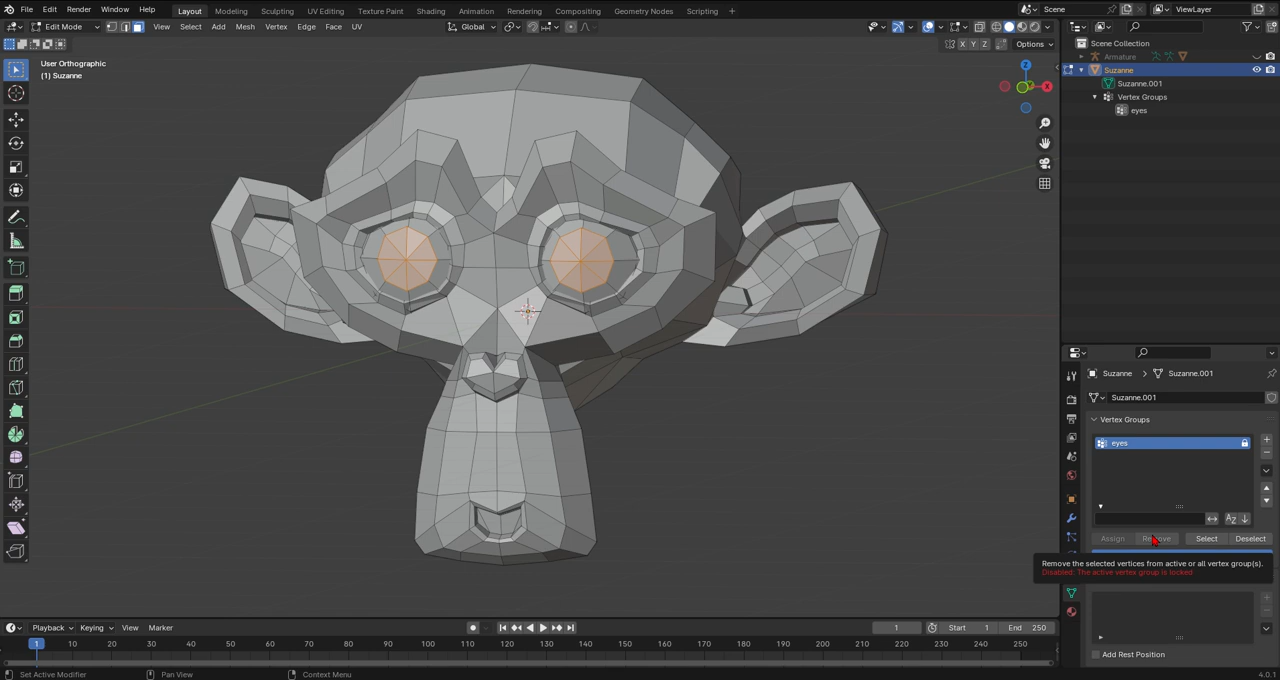 File Edit Render Window Help Layout Modeling Sculpting UV Editing Texture Paint Shading Animation Rendering Compositing Geometry Nodes Scripting + Scene ViewLayer
Edit Mode View Select Add Mesh Vertex Edge Face UV Global
X Y Z Options
User Orthographic
(1) Suzanne
Z
X
Scene Collection
Armature
Suzanne
Suzanne.001
Vertex Groups
eyes
Suzanne > Suzanne.001
Suzanne.001
Vertex Groups
eyes
Assign Remove Select Deselect
Remove the selected vertices from active or all vertex group(s).
Disabled: The active vertex group is locked
Add Rest Position
Playback Keying View Marker 1 Start 1 End 250
1 10 20 30 40 50 60 70 80 90 100 110 120 130 140 150 160 170 180 190 200 210 220 230 240 250
Set Active Modifier Pan View Context Menu 4.0.1